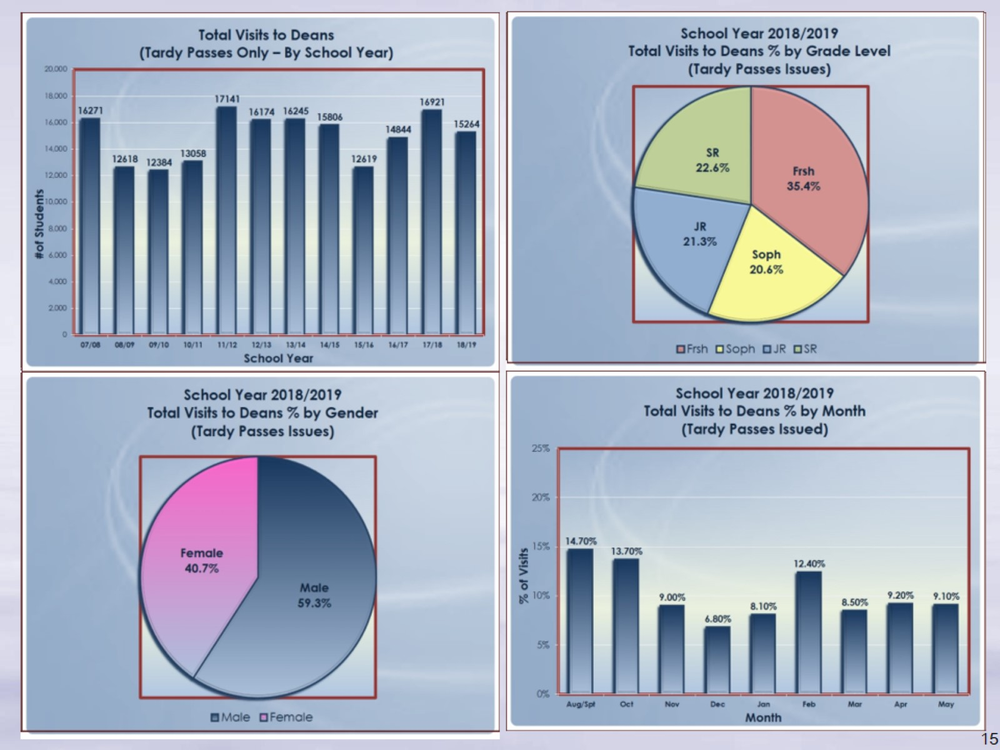 Total Visits to Deans
(Tardy Passes Only – By School Year)
20,000
18,000
16,000
14,000
12,000
10,000
8,000
6,000
4,000
2,000
0
#of Students
16271
12618
12384
13058
17141
16174
16245
15806
12619
14844
16921
15264
07/08 08/09 09/10 10/11 11/12 12/13 13/14 14/15 15/16 16/17 17/18 18/19
School Year
School Year 2018/2019
Total Visits to Deans % by Grade Level
(Tardy Passes Issues)
SR
22.6%
Frsh
35.4%
JR
21.3%
Soph
20.6%
Frsh Soph JR SR
School Year 2018/2019
Total Visits to Deans % by Gender
(Tardy Passes Issues)
Female
40.7%
Male
59.3%
Male Female
School Year 2018/2019
Total Visits to Deans % by Month
(Tardy Passes Issued)
25%
20%
15%
10%
5%
0%
% of Visits
14.70%
13.70%
9.00%
6.80%
8.10%
12.40%
8.50%
9.20%
9.10%
Aug/Spt Oct Nov Dec Jan Feb Mar Apr May
Month
15